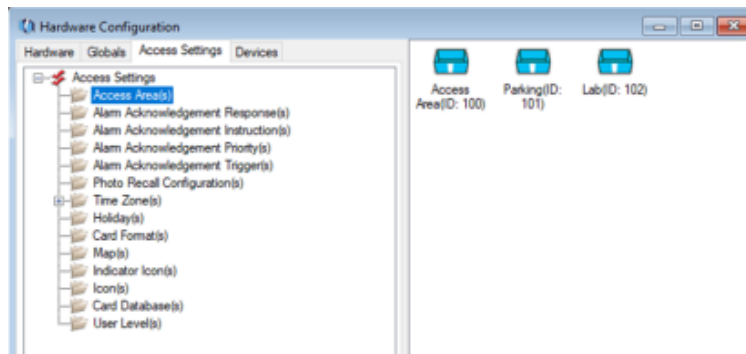 Hardware Configuration
Hardware Globals Access Settings Devices
Access Settings
Access Area(s)
Alarm Acknowledgement Response(s)
Alarm Acknowledgement Instruction(s)
Alarm Acknowledgement Priority(s)
Alarm Acknowledgement Trigger(s)
Photo Recall Configuration(s)
Time Zone(s)
Holiday(s)
Card Format(s)
Map(s)
Indicator Icon(s)
Icon(s)
Card Database(s)
User Level(s)
Access
Area(ID: 100)
Parking(ID:
101)
Lab(ID: 102)